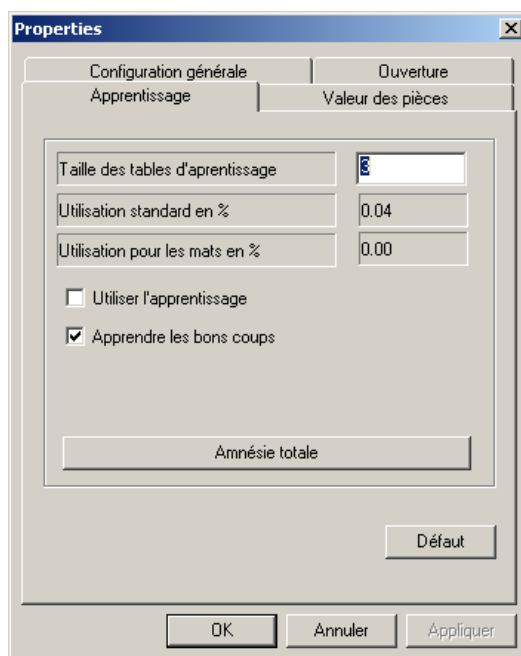 Properties
Configuration générale
Ouverture
Apprentissage
Valeur des pièces
Taille des tables d'aprentissage
3
Utilisation standard en %
0.04
Utilisation pour les mats en %
0.00
Utiliser l'apprentissage
Apprendre les bons coups
Amnésie totale
Défaut
OK
Annuler
Appliquer